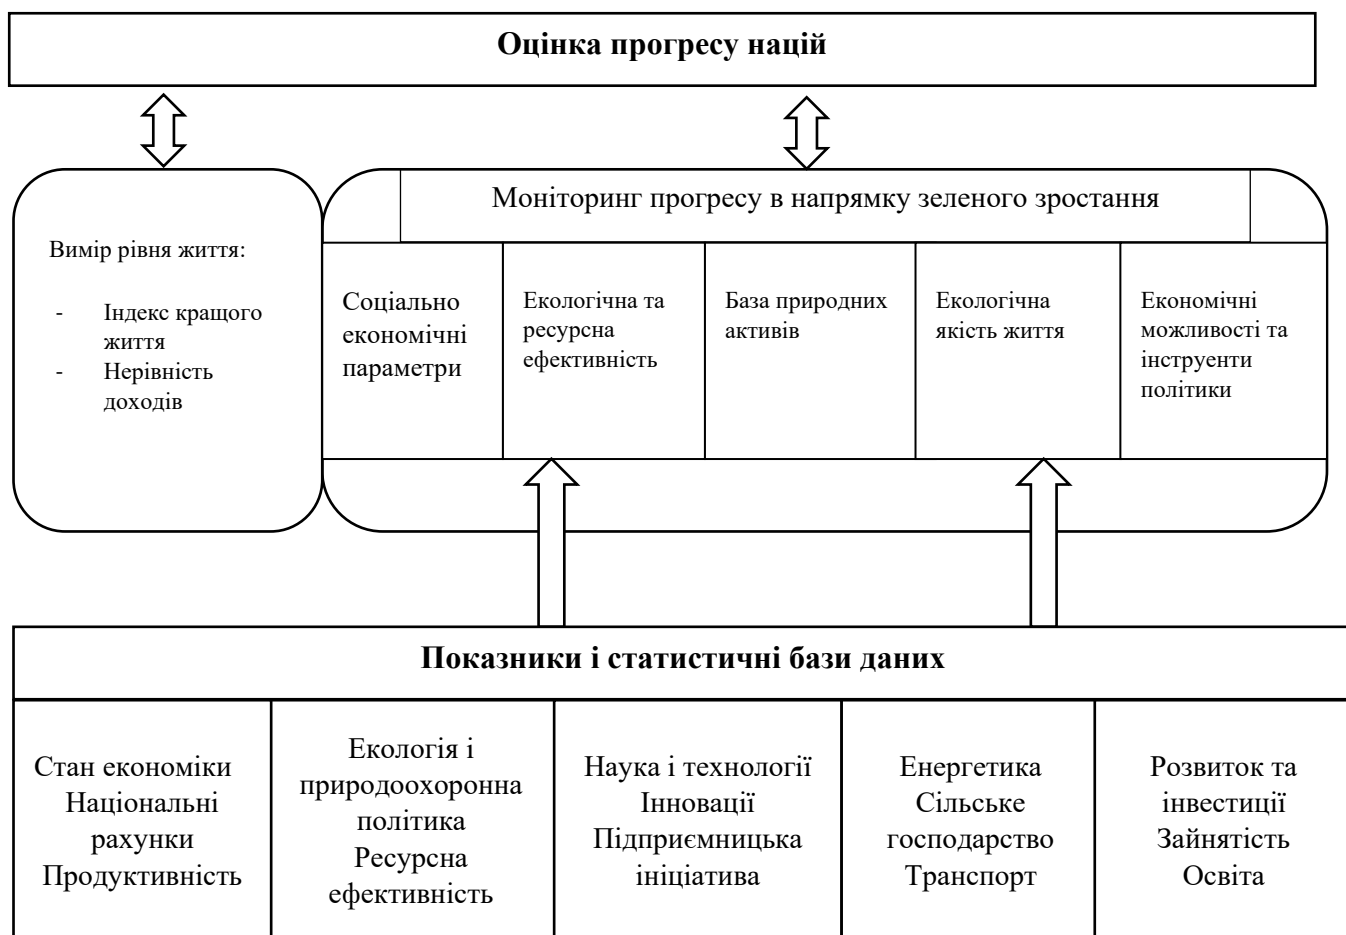 Оцінка прогресу націй
Моніторинг прогресу в напрямку зеленого зростання
Вимір рівня життя:
- Індекс кращого
життя
- Нерівність
доходів
Соціально
економічні
параметри
Екологічна та
ресурсна
ефективність
База природних
активів
Екологічна
якість життя
Економічні
можливості та
інструенти
політики
Показники і статистичні бази даних
Стан економіки
Національні
рахунки
Продуктивність
Екологія і
природоохоронна
політика
Ресурсна
ефективність
Наука і технології
Інновації
Підприємницька
ініціатива
Енергетика
Сільське
господарство
Транспорт
Розвиток та
інвестиції
Зайнятість
Освіта